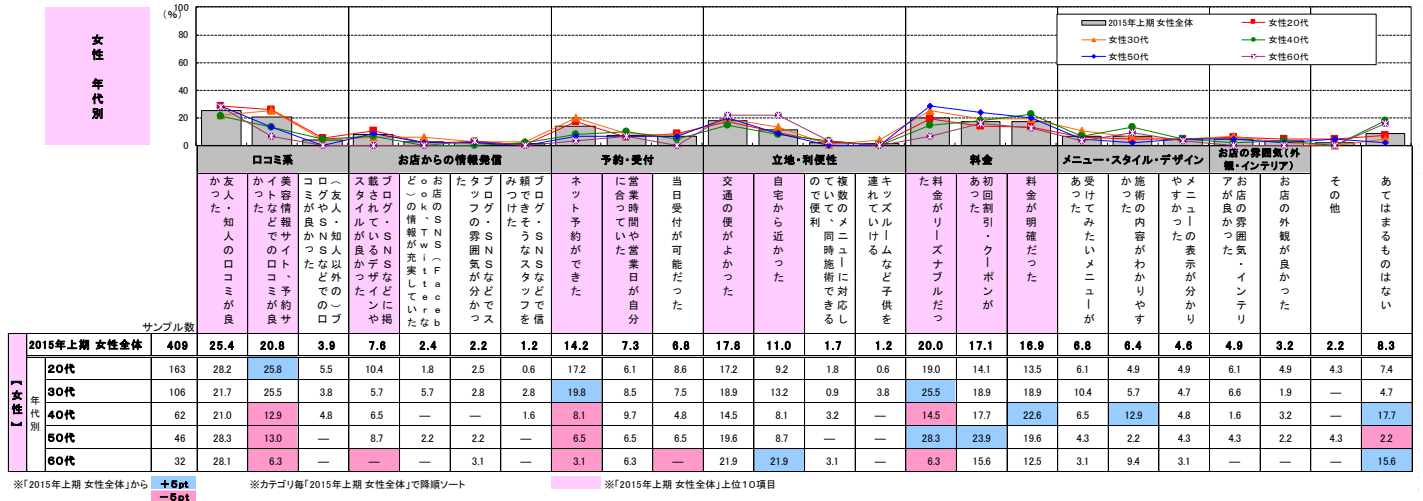 女性 年代別
(%)
100
80
60
40
20
0
2015年上期 女性全体
女性20代
女性30代
女性40代
女性50代
女性60代
口コミ系
お店からの情報発信
予約・受付
立地・利便性
料金
メニュー・スタイル・デザイン
お店の雰囲気(外観・インテリア)
友人・知人の口コミが良かった
美容情報サイト、予約サイトなどでの口コミが良かった
(友人・知人以外の)ブログやSNSなどでの口コミが良かった
ブログ・SNSなどに掲載されているデザインやスタイルが良かった
お店のSNS(Facebook、Twitterなど)の情報が充実していた
ブログ・SNSなどでスタッフの雰囲気が分かった
ブログ・SNSなどで信頼できそうなスタッフをみつけた
ネット予約ができた
営業時間や営業日が自分に合っていた
当日受付が可能だった
交通の便がよかった
自宅から近かった
複数のメニューに対応していて、同時施術できるので便利
キッズルームなど子供を連れていける
料金がリーズナブルだった
初回割引・クーポンが
料金が明確だった
受けてみたいメニューがあった
施術の内容がわかりやすかった
メニューの表示が分かりやすかった
お店の雰囲気・インテリアが良かった
お店の外観が良かった
その他
あてはまるものはない
サンプル数
2015年上期 女性全体 409 25.4 20.8 3.9 7.6 2.4 2.2 1.2 14.2 7.3 6.8 17.8 11.0 1.7 1.2 20.0 17.1 16.9 6.8 6.4 4.6 4.9 3.2 2.2 8.3
【女性】
年代別
20代 163 28.2 25.8 5.5 10.4 1.8 2.5 0.6 17.2 6.1 8.6 17.2 9.2 1.8 0.6 19.0 14.1 13.5 6.1 4.9 4.9 6.1 4.9 4.3 7.4
30代 106 21.7 25.5 3.8 5.7 5.7 2.8 2.8 19.8 8.5 7.5 18.9 13.2 0.9 3.8 25.5 18.9 18.9 10.4 5.7 4.7 6.6 1.9 — 4.7
40代 62 21.0 12.9 4.8 6.5 — — 1.6 8.1 9.7 4.8 14.5 8.1 3.2 — 14.5 17.7 22.6 6.5 12.9 4.8 1.6 3.2 — 17.7
50代 46 28.3 13.0 — 8.7 2.2 2.2 — 6.5 6.5 6.5 19.6 8.7 — — 28.3 23.9 19.6 4.3 2.2 4.3 4.3 2.2 4.3 2.2
60代 32 28.1 6.3 — — — 3.1 — 3.1 6.3 — 21.9 21.9 3.1 — 6.3 15.6 12.5 3.1 9.4 3.1 — — — 15.6
※「2015年上期 女性全体」から +5pt
−5pt
※カテゴリ毎「2015年上期 女性全体」で降順ソート
※「2015年上期 女性全体」上位10項目